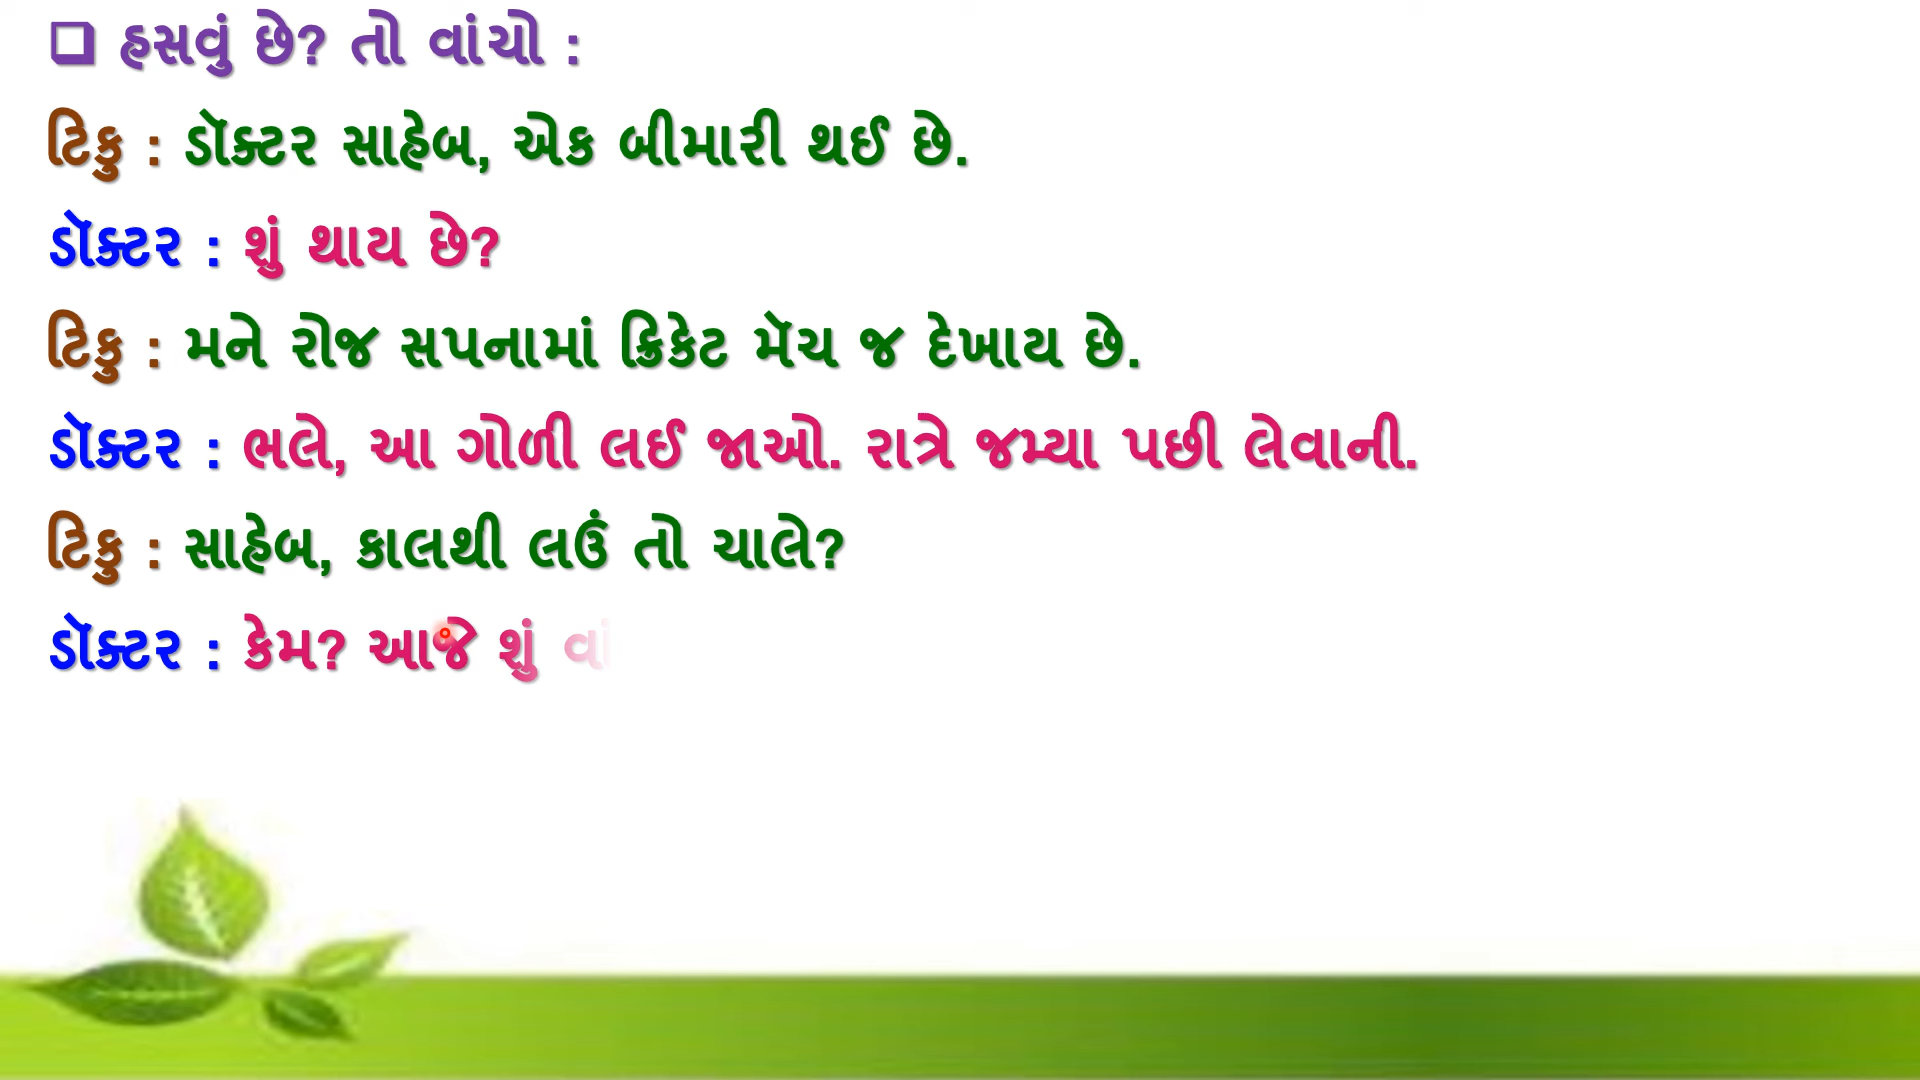 ❑ હસવું છે? તો વાંચો :
ટિકુ : ડૉક્ટર સાહેબ, એક બીમારી થઈ છે.
ડૉક્ટર : શું થાય છે?
ટિકુ : મને રોજ સપનામાં ક્રિકેટ મૅચ જ દેખાય છે.
ડૉક્ટર : ભલે, આ ગોળી લઈ જાઓ. રાત્રે જમ્યા પછી લેવાની.
ટિકુ : સાહેબ, કાલથી લઉં તો ચાલે?
ડૉક્ટર : કેમ? આજે શું